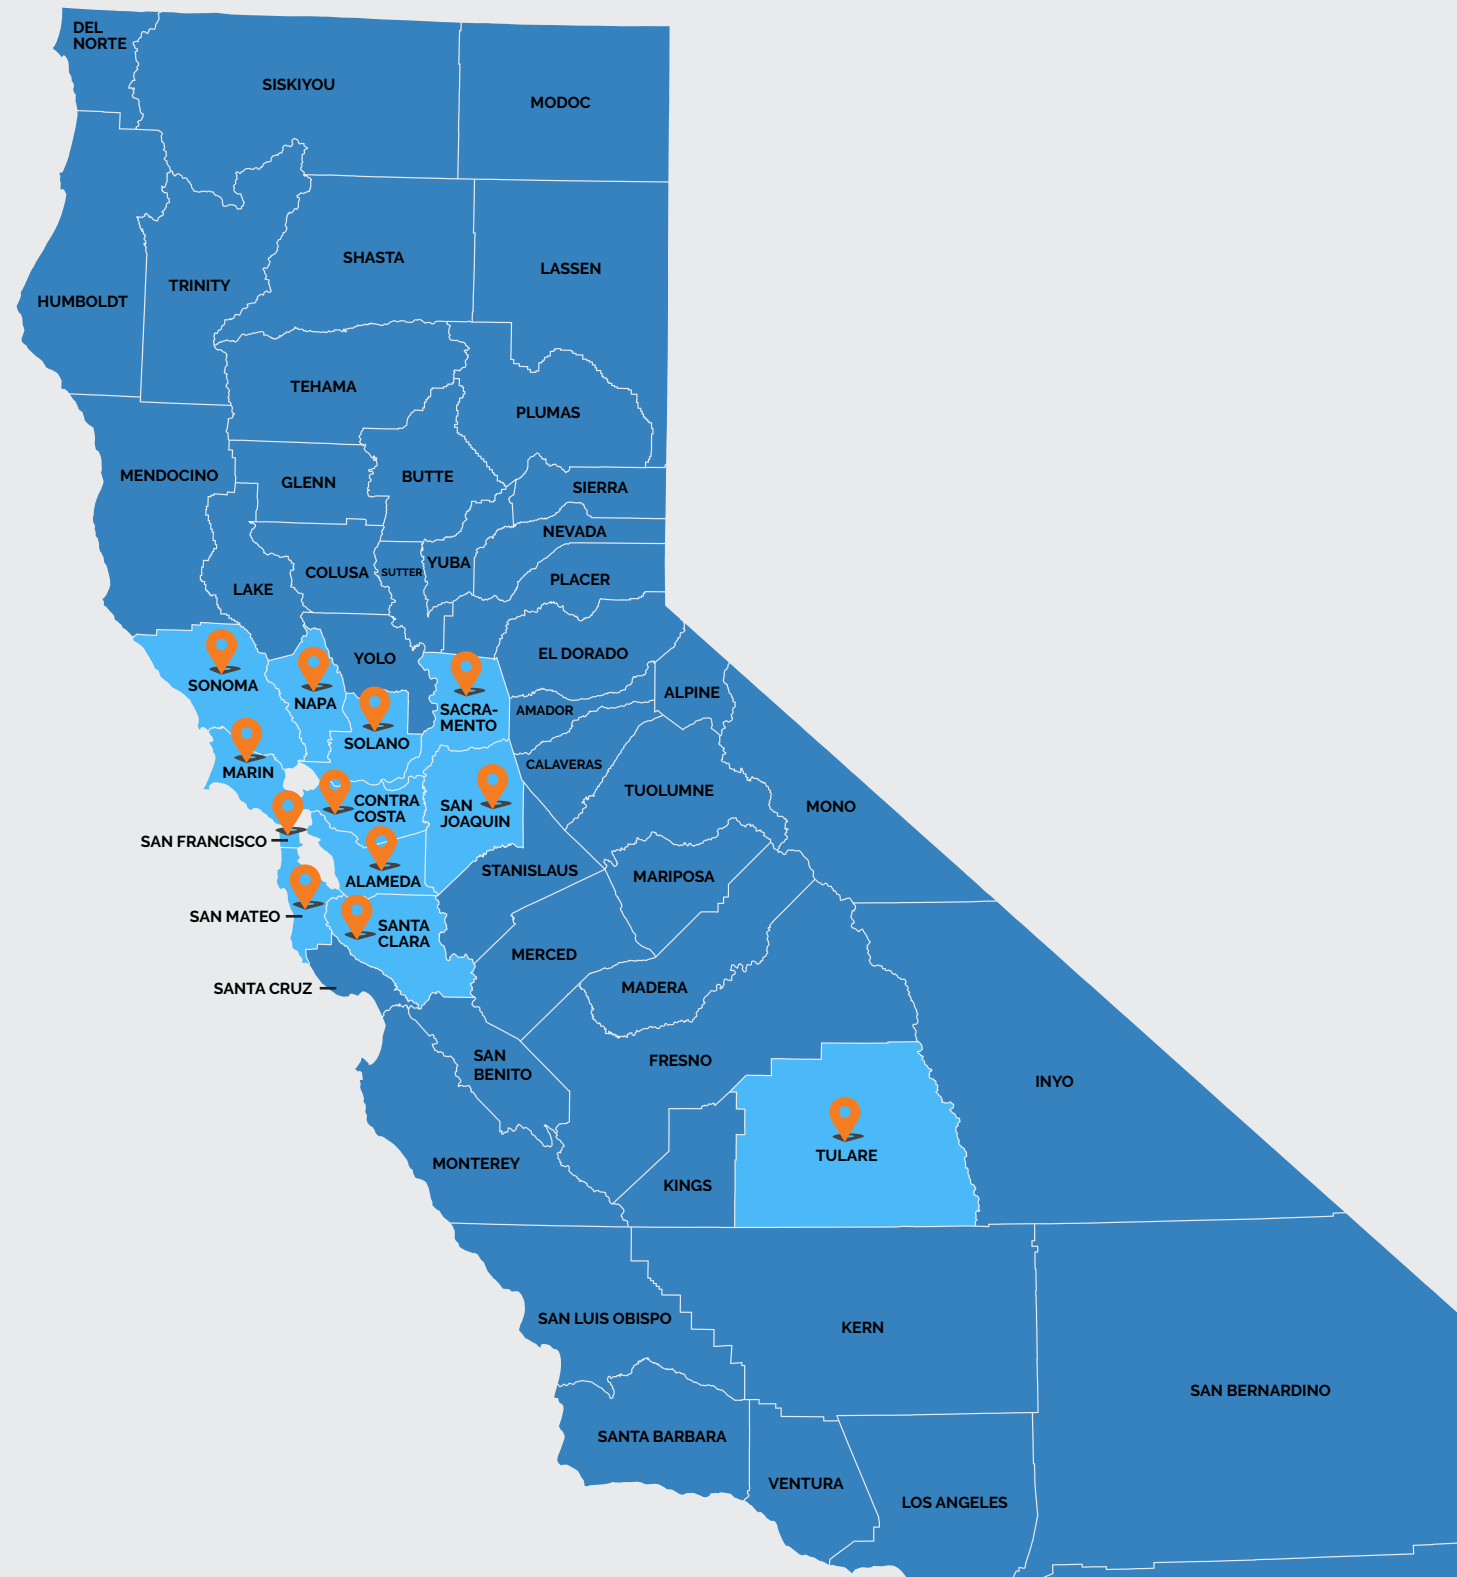 DEL
NORTE
SISKIYOU
MODOC
SHASTA
LASSEN
TRINITY
HUMBOLDT
TEHAMA
PLUMAS
MENDOCINO
GLENN
BUTTE
SIERRA
NEVADA
YUBA
COLUSA
SUTTER
PLACER
LAKE
EL DORADO
YOLO
SONOMA
NAPA
ALPINE
SACRA-
MENTO
AMADOR
SOLANO
CALAVERAS
MARIN
TUOLUMNE
CONTRA
COSTA
SAN
JOAQUIN
MONO
SAN FRANCISCO
STANISLAUS
MARIPOSA
ALAMEDA
SAN MATEO
SANTA
CLARA
MERCED
SANTA CRUZ
MADERA
SAN
BENITO
FRESNO
INYO
TULARE
MONTEREY
KINGS
SAN LUIS OBISPO
KERN
SAN BERNARDINO
SANTA BARBARA
VENTURA
LOS ANGELES